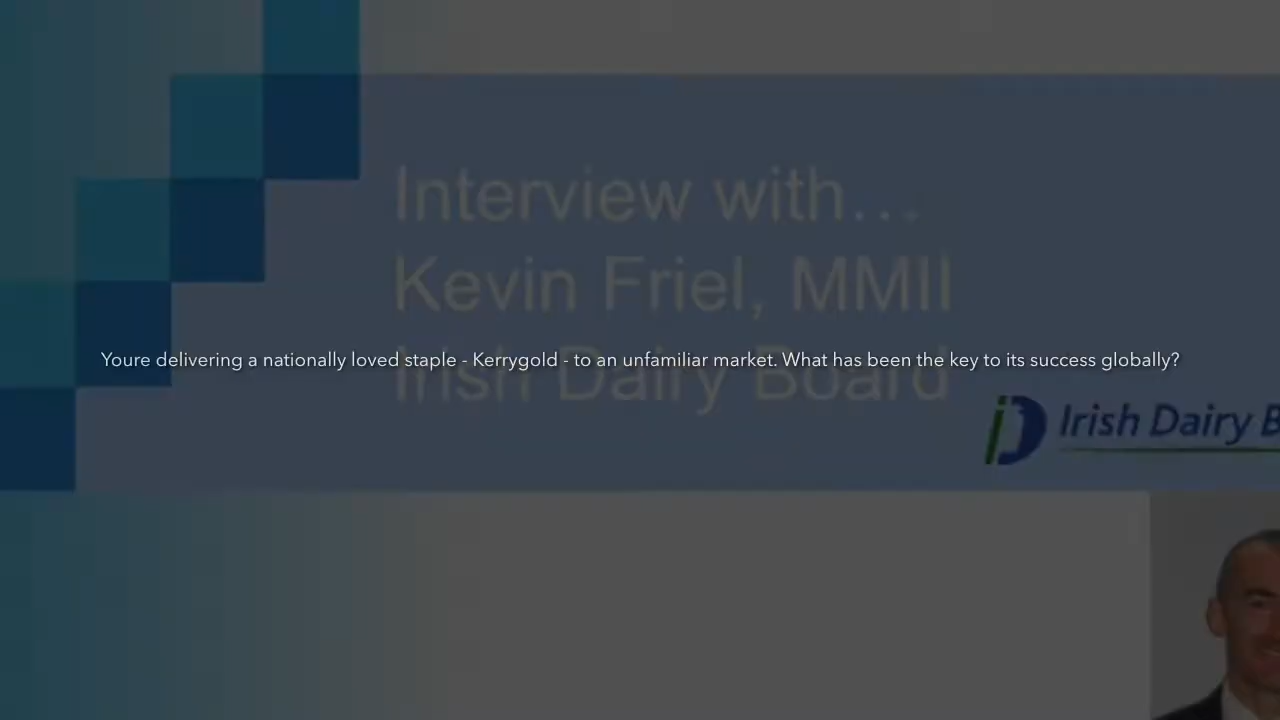 Interview with...
Kevin Friel, MMII
Youre delivering a nationally loved staple - Kerrygold - to an unfamiliar market. What has been the key to its success globally?
Irish Dairy Board
Irish Dairy B